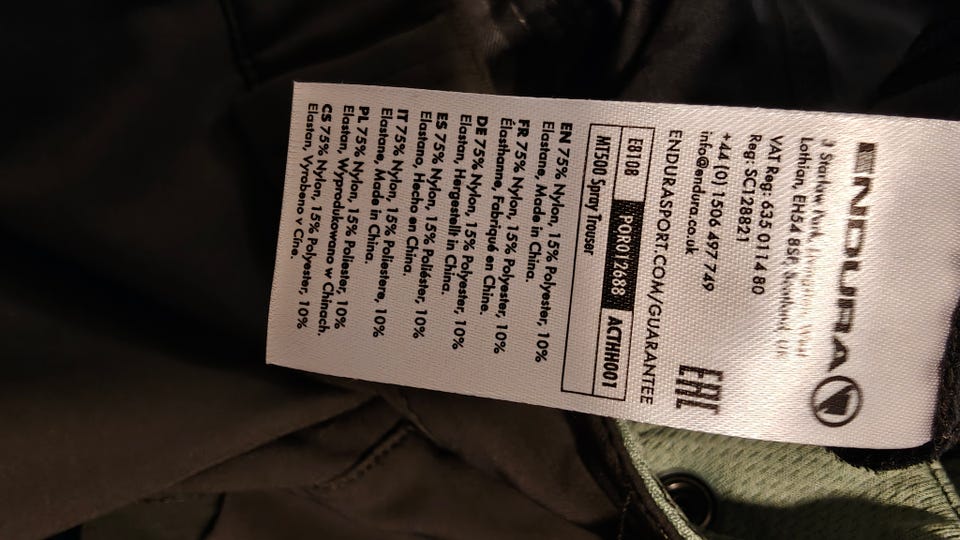 ENDURA
3 Starlaw Park, Livingston, West
Lothian, EH54 8SF, Scotland, UK
VAT Reg: 635 0114 80
Reg: SC128821
+44 (0) 1506 497 749
info@endura.co.uk
EAC
ENDURASPORT.COM/GUARANTEE
E8108 POR012688 ACTHH001
MT500 Spray Trouser
EN 75% Nylon, 15% Polyester, 10%
Elastane, Made in China.
FR 75% Nylon, 15% Polyester, 10%
Élasthanne, Fabriqué en Chine.
DE 75% Nylon, 15% Polyester, 10%
Elastan, Hergestellt in China.
ES 75% Nylon, 15% Poliéster, 10%
Elastano, Hecho en China.
IT 75% Nylon, 15% Poliestere, 10%
Elastane, Made in China.
PL 75% Nylon, 15% Poliester, 10%
Elastan, Wyprodukowano w Chinach.
CS 75% Nylon, 15% Polyester, 10%
Elastan, Vyrobeno v Cíne.